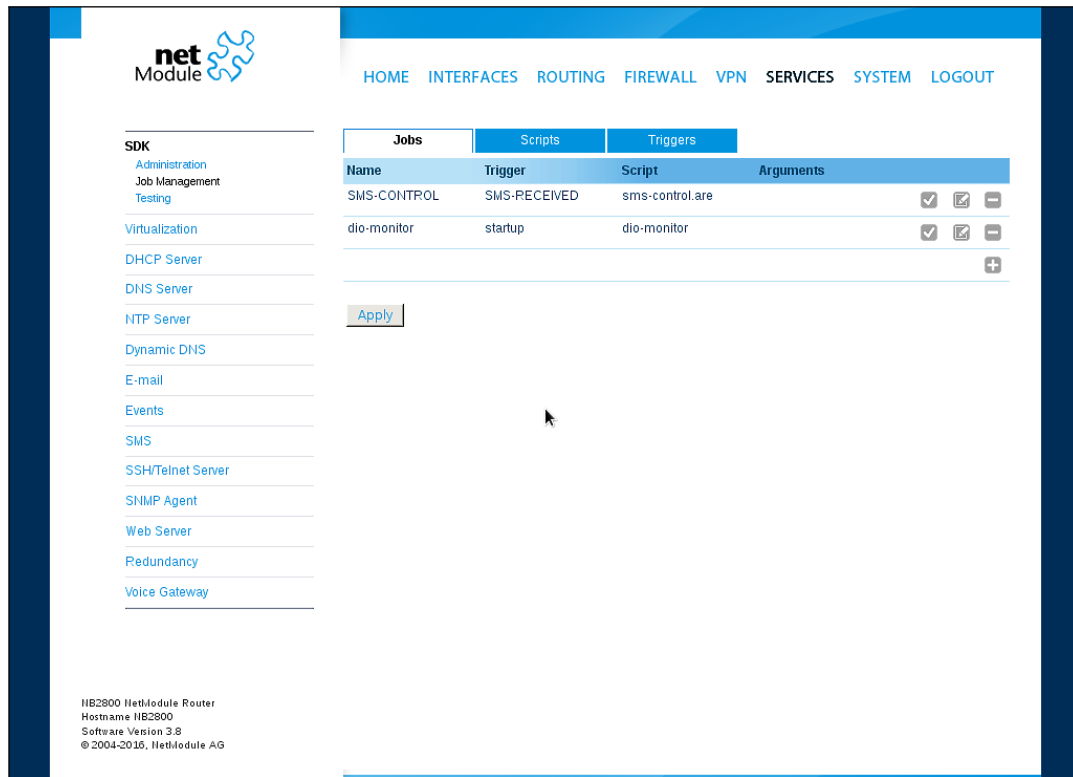 net
Module
HOME INTERFACES ROUTING FIREWALL VPN SERVICES SYSTEM LOGOUT
SDK
Administration
Job Management
Testing
Virtualization
DHCP Server
DNS Server
NTP Server
Dynamic DNS
E-mail
Events
SMS
SSH/Telnet Server
SNMP Agent
Web Server
Redundancy
Voice Gateway
Jobs Scripts Triggers
Name Trigger Script Arguments
SMS-CONTROL SMS-RECEIVED sms-control.are
dio-monitor startup dio-monitor
Apply
NB2800 NetModule Router
Hostname NB2800
Software Version 3.8
© 2004-2016, NetModule AG